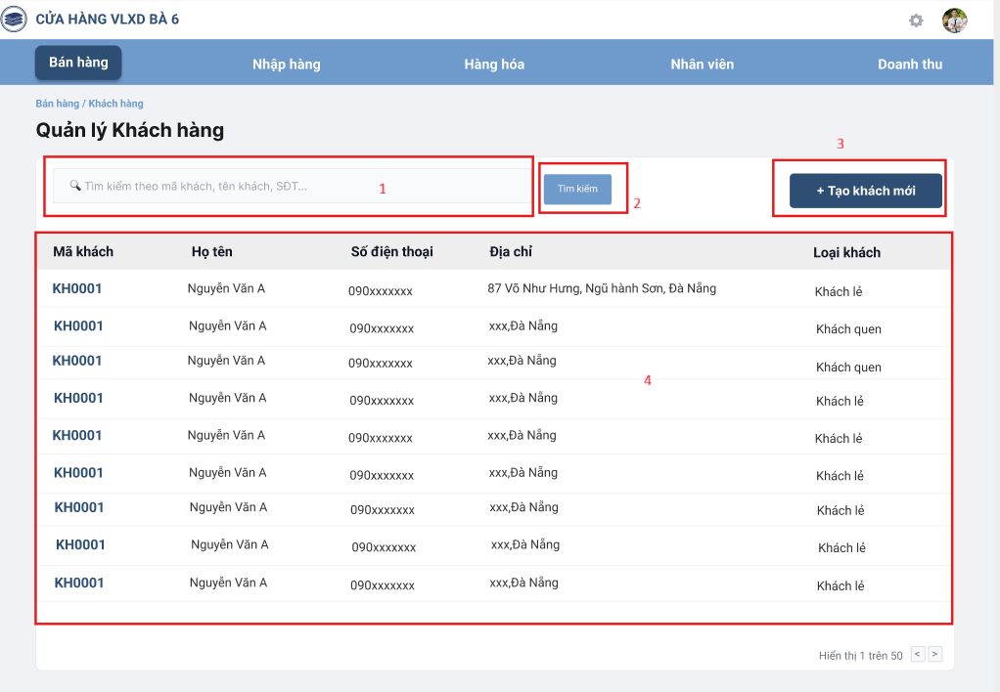 CỬA HÀNG VLXD BÀ 6
Bán hàng Nhập hàng Hàng hóa Nhân viên Doanh thu
Bán hàng / Khách hàng
Quản lý Khách hàng
3
Tìm kiếm theo mã khách, tên khách, SĐT... 1 Tìm kiếm 2 + Tạo khách mới
Mã khách Họ tên Số điện thoại Địa chỉ Loại khách
KH0001 Nguyễn Văn A 090xxxxxxx 87 Võ Như Hưng, Ngũ hành Sơn, Đà Nẵng Khách lẻ
KH0001 Nguyễn Văn A 090xxxxxxx xxx,Đà Nẵng Khách quen
KH0001 Nguyễn Văn A 090xxxxxxx xxx,Đà Nẵng Khách quen
4
KH0001 Nguyễn Văn A 090xxxxxxx xxx,Đà Nẵng Khách lẻ
KH0001 Nguyễn Văn A 090xxxxxxx xxx,Đà Nẵng Khách lẻ
KH0001 Nguyễn Văn A 090xxxxxxx xxx,Đà Nẵng Khách lẻ
KH0001 Nguyễn Văn A 090xxxxxxx xxx,Đà Nẵng Khách lẻ
KH0001 Nguyễn Văn A 090xxxxxxx xxx,Đà Nẵng Khách lẻ
KH0001 Nguyễn Văn A 090xxxxxxx xxx,Đà Nẵng Khách lẻ
Hiển thị 1 trên 50 < >